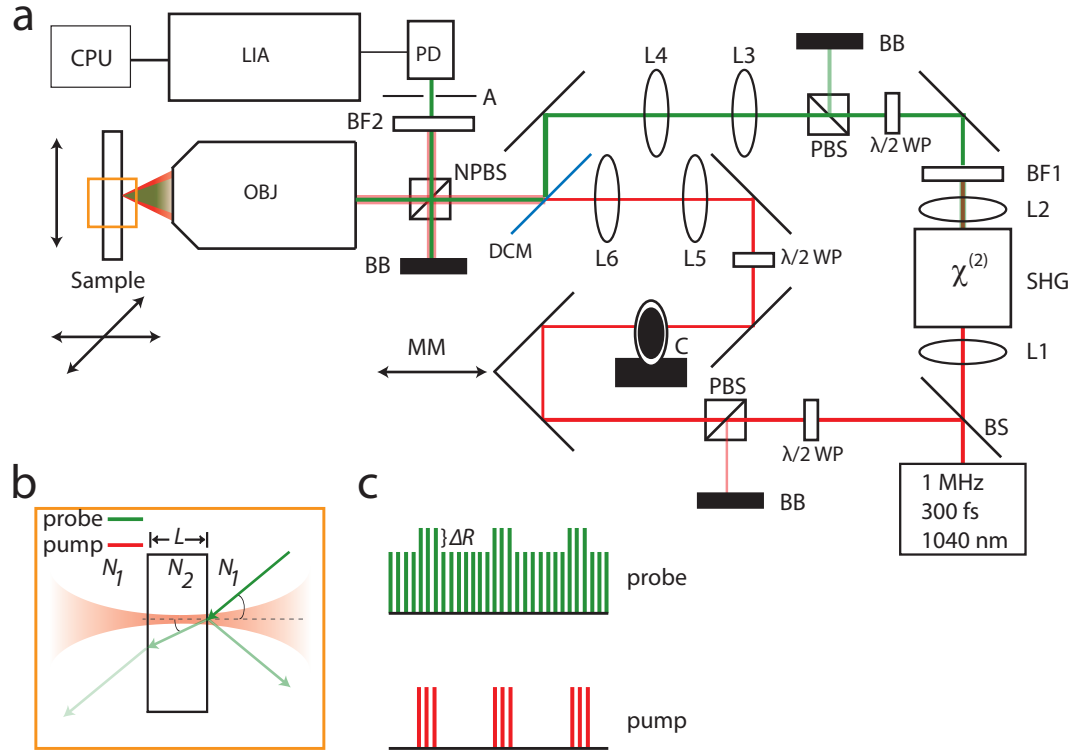 a
CPU
LIA
PD
A
BF2
NPBS
OBJ
BB
Sample
DCM
L4
L3
BB
PBS
λ/2 WP
BF1
L2
χ(2)
SHG
L1
L6
L5
λ/2 WP
MM
C
PBS
λ/2 WP
BS
BB
1 MHz
300 fs
1040 nm
b
probe
pump
L
N1
N2
N1
c
}ΔR
probe
pump